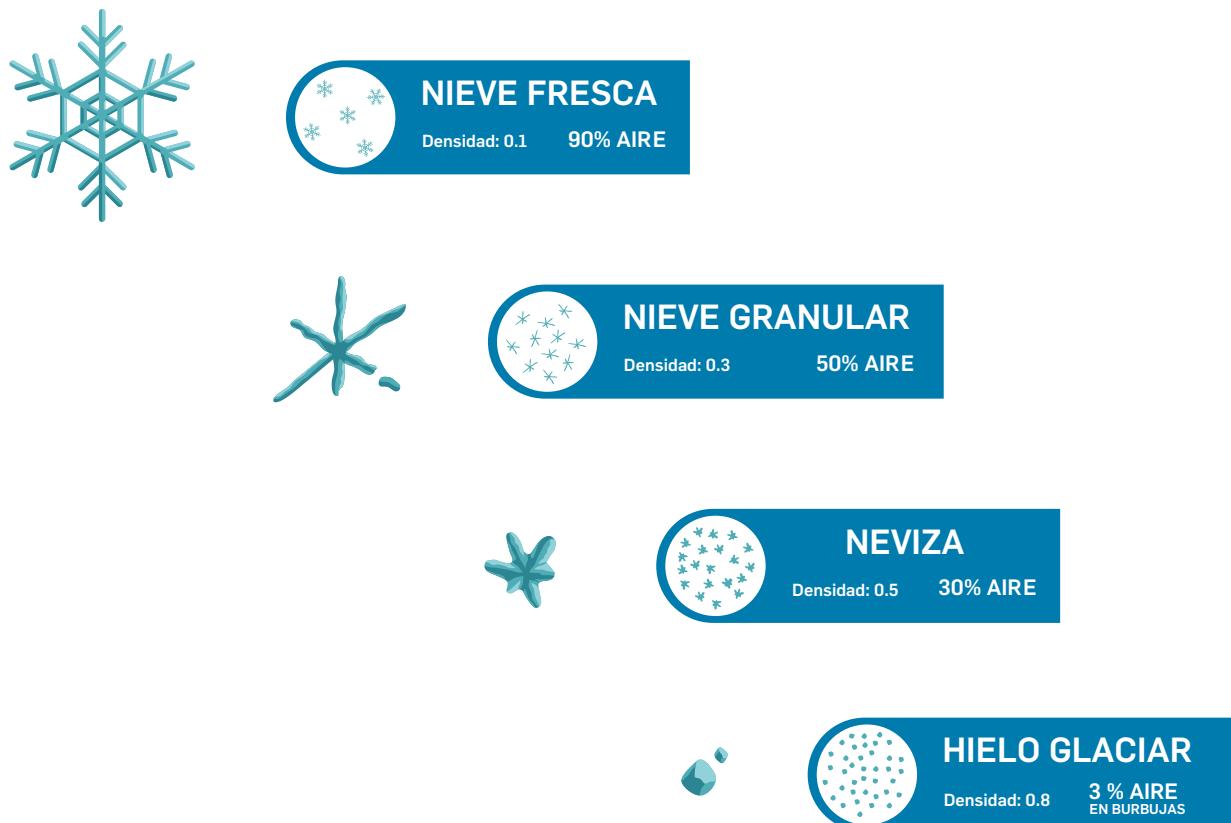 NIEVE FRESCA
Densidad: 0.1 90% AIRE
NIEVE GRANULAR
Densidad: 0.3 50% AIRE
NEVIZA
Densidad: 0.5 30% AIRE
HIELO GLACIAR
Densidad: 0.8 3 % AIRE
EN BURBUJAS